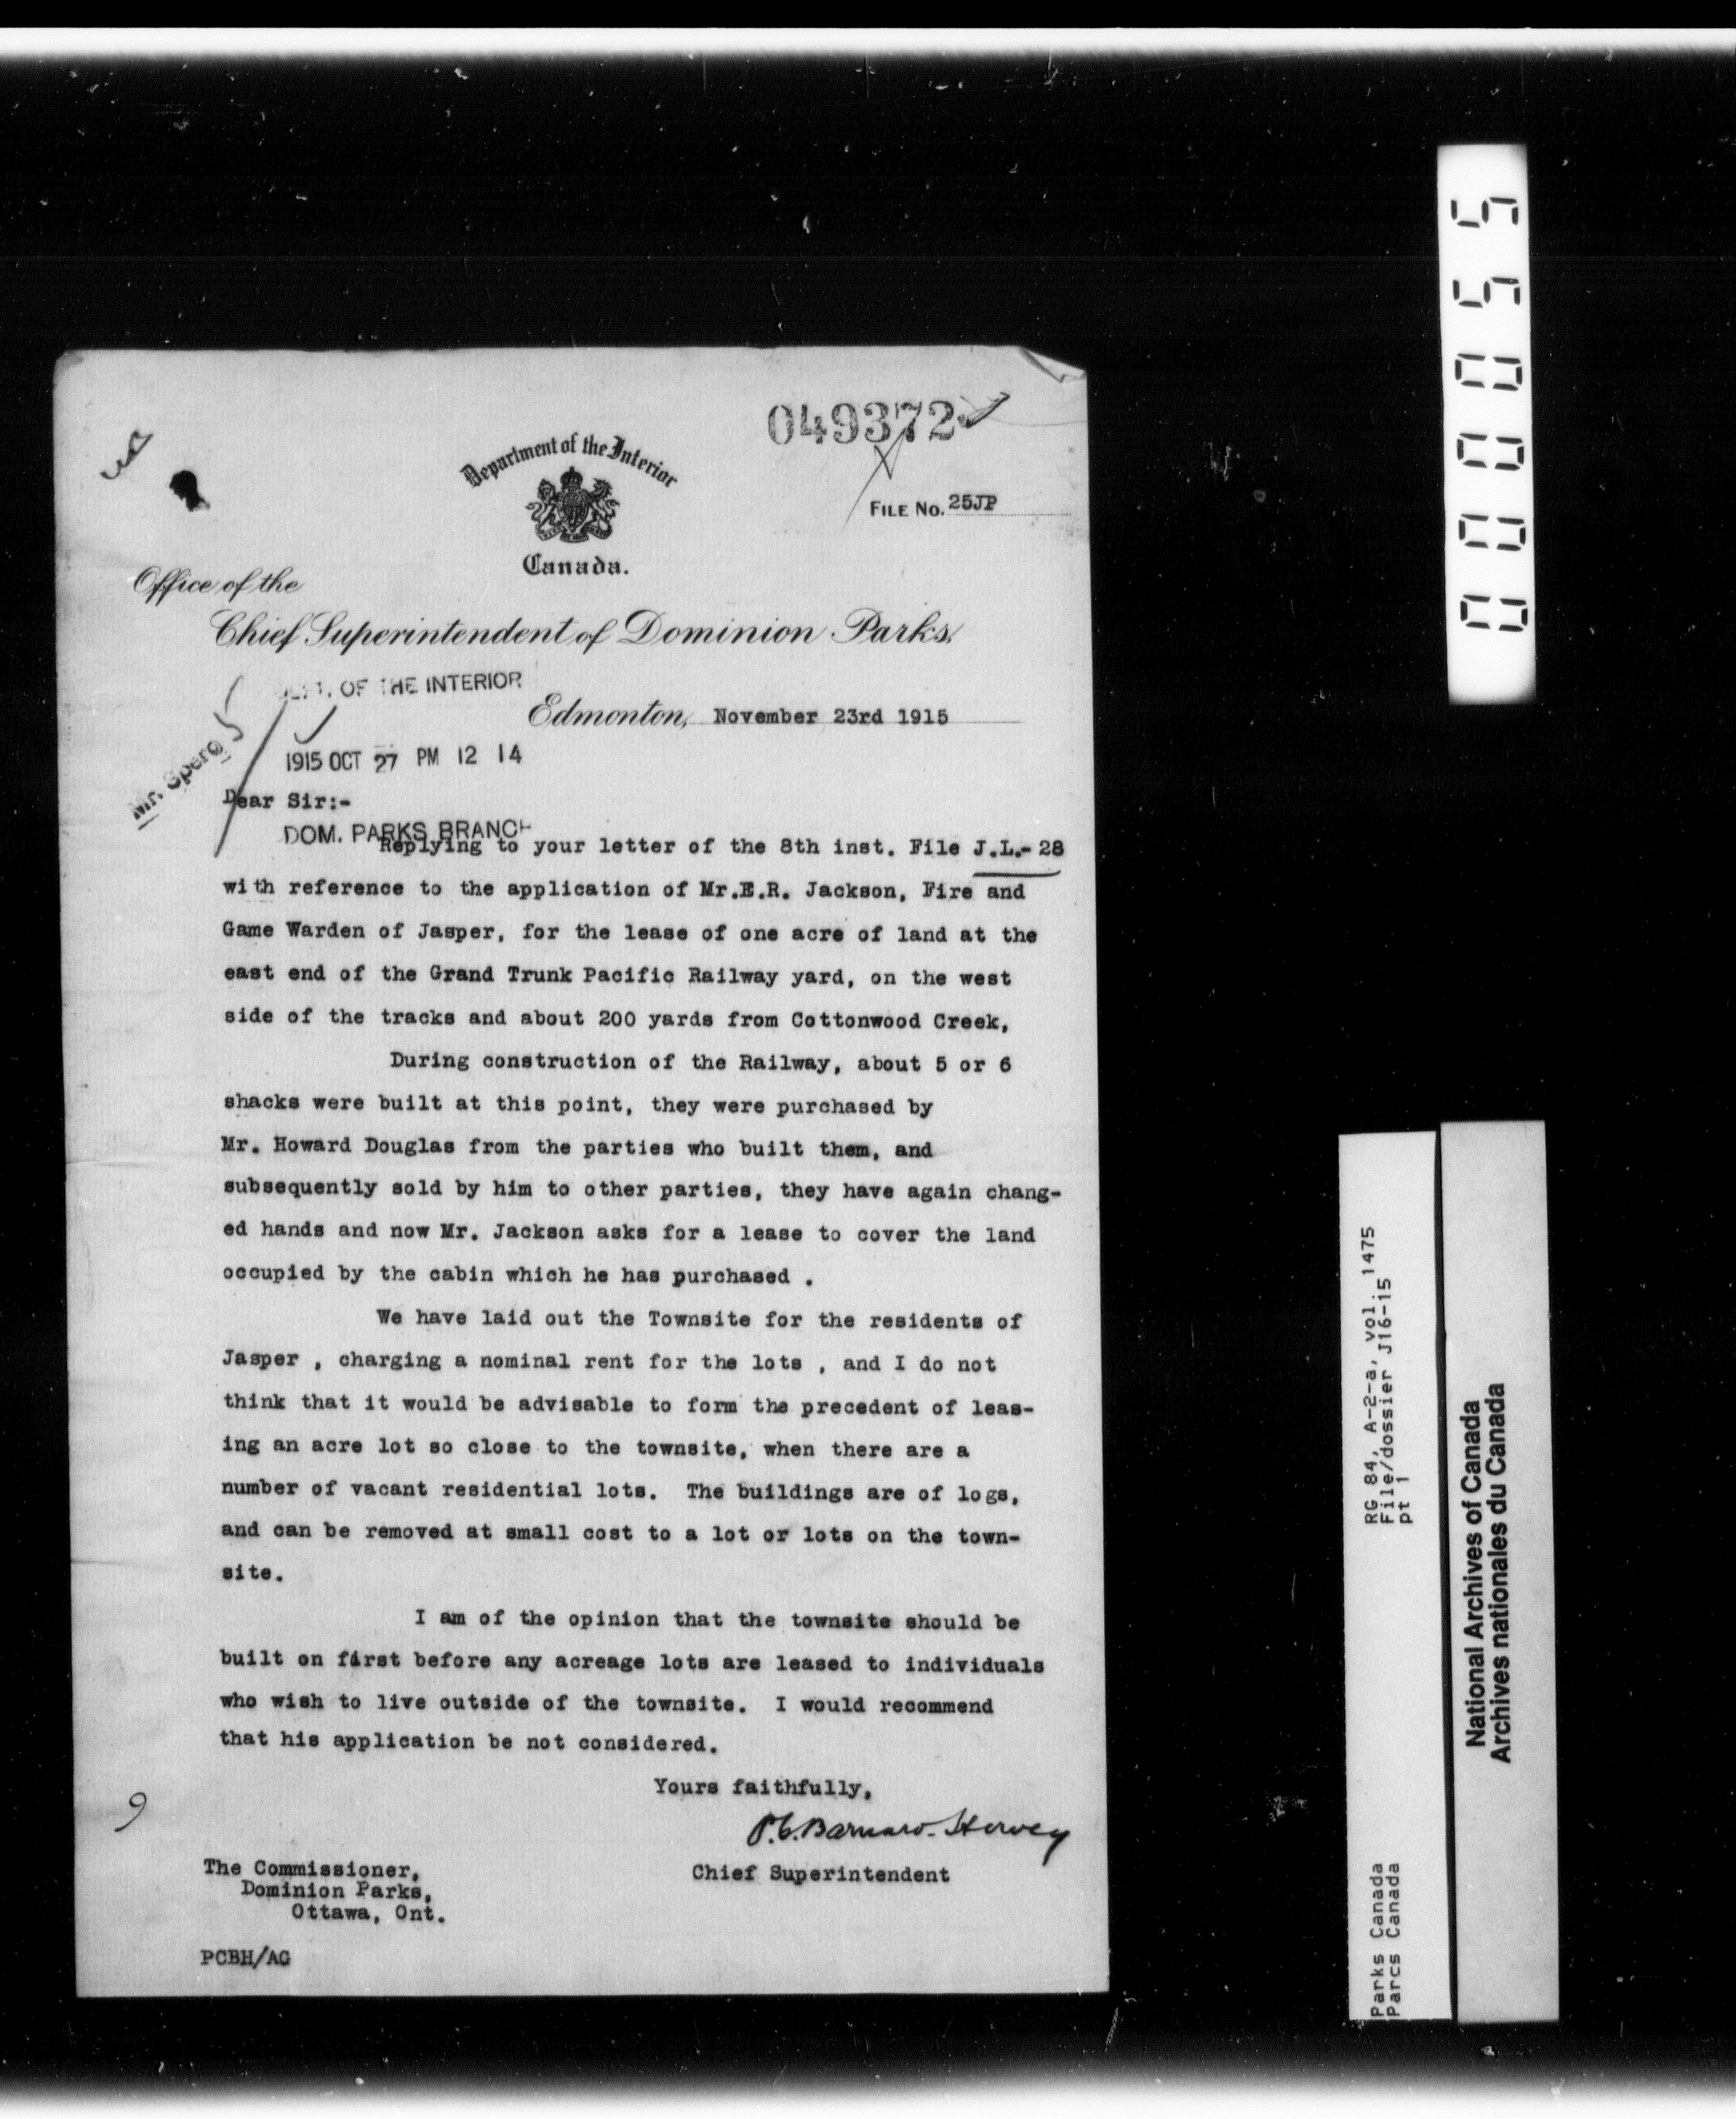 049372
Department of the Interior
Canada.
FILE No. 25JP
Office of the
Chief Superintendent of Dominion Parks,
DEPT. OF THE INTERIOR
Edmonton, November 23rd 1915
1915 OCT 27 PM 12 14
Mr. Spero
Dear Sir:-
DOM. PARKS BRANCH
Replying to your letter of the 8th inst. File J.L.- 28
with reference to the application of Mr.E.R. Jackson, Fire and
Game Warden of Jasper, for the lease of one acre of land at the
east end of the Grand Trunk Pacific Railway yard, on the west
side of the tracks and about 200 yards from Cottonwood Creek,
During construction of the Railway, about 5 or 6
shacks were built at this point, they were purchased by
Mr. Howard Douglas from the parties who built them, and
subsequently sold by him to other parties, they have again chang-
ed hands and now Mr. Jackson asks for a lease to cover the land
occupied by the cabin which he has purchased .
We have laid out the Townsite for the residents of
Jasper , charging a nominal rent for the lots , and I do not
think that it would be advisable to form the precedent of leas-
ing an acre lot so close to the townsite, when there are a
number of vacant residential lots. The buildings are of logs,
and can be removed at small cost to a lot or lots on the town-
site.
I am of the opinion that the townsite should be
built on first before any acreage lots are leased to individuals
who wish to live outside of the townsite. I would recommend
that his application be not considered.
Yours faithfully,
P.C. Barnard-Hervey
Chief Superintendent
The Commissioner,
Dominion Parks,
Ottawa, Ont.
PCBH/AG
9
000055
RG 84, A-2-a, vol. 1475
File/dossier J16-15
pt 1
Parks Canada
Parcs Canada
National Archives of Canada
Archives nationales du Canada